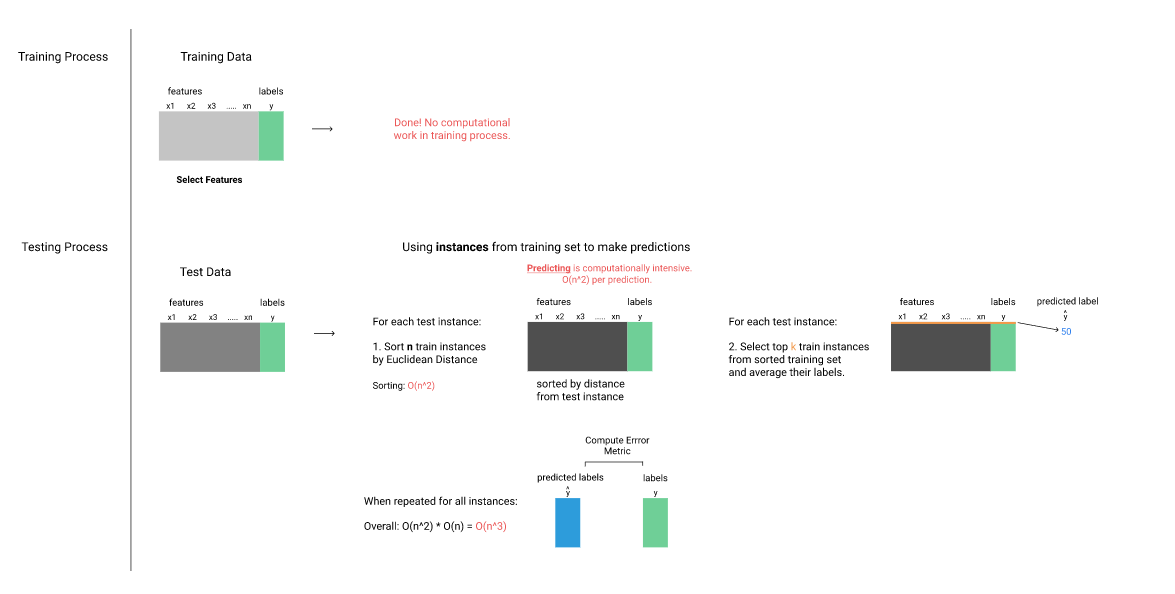 Training Process
Training Data
features labels
x1 x2 x3 ..... xn y
Done! No computational
work in training process.
Select Features
Testing Process
Using instances from training set to make predictions
Test Data
Predicting is computationally intensive.
O(n^2) per prediction.
features labels
x1 x2 x3 ..... xn y
For each test instance:
1. Sort n train instances
by Euclidean Distance
Sorting: O(n^2)
features labels
x1 x2 x3 ..... xn y
sorted by distance
from test instance
For each test instance:
2. Select top k train instances
from sorted training set
and average their labels.
features labels
x1 x2 x3 ..... xn y
predicted label
ŷ
50
Compute Errror
Metric
predicted labels labels
ŷ y
When repeated for all instances:
Overall: O(n^2) * O(n) = O(n^3)